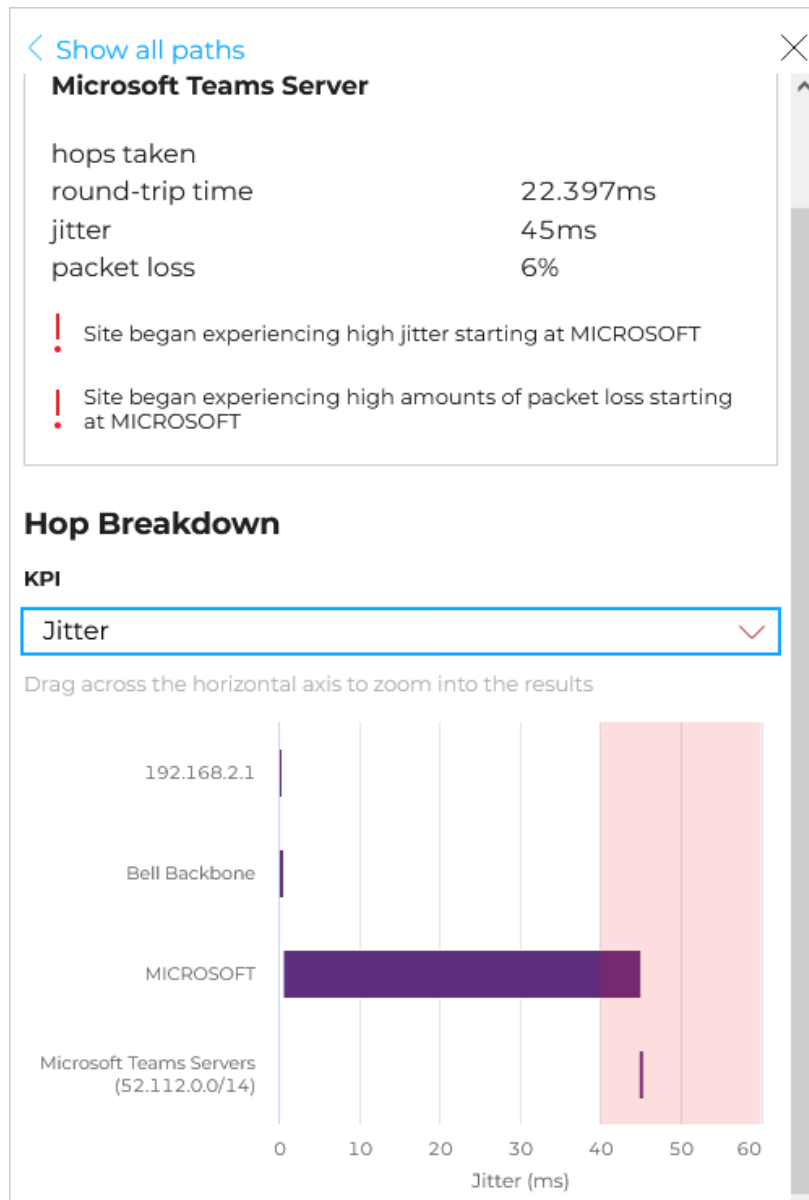 Show all paths
Microsoft Teams Server
hops taken
round-trip time 22.397ms
jitter 45ms
packet loss 6%
Site began experiencing high jitter starting at MICROSOFT
Site began experiencing high amounts of packet loss starting
at MICROSOFT
Hop Breakdown
KPI
Jitter
Drag across the horizontal axis to zoom into the results
192.168.2.1
Bell Backbone
MICROSOFT
Microsoft Teams Servers
(52.112.0.0/14)
0 10 20 30 40 50 60
Jitter (ms)